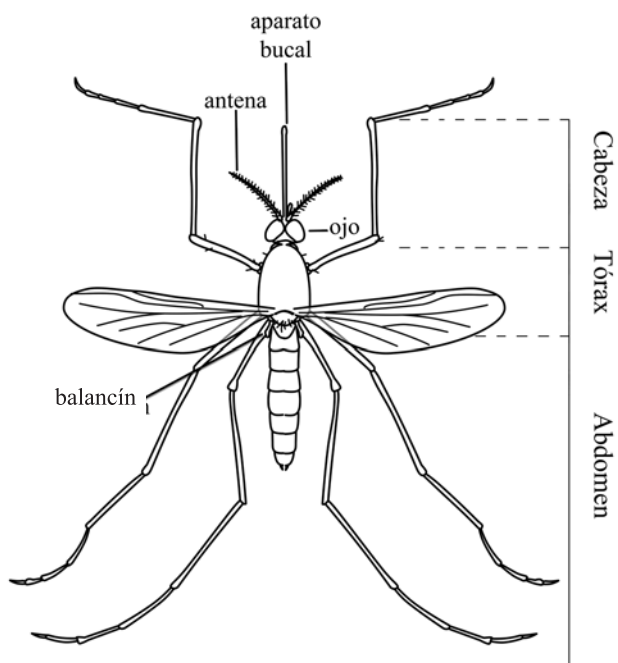 aparato
bucal
antena
ojo
balancín
Cabeza
Tórax
Abdomen